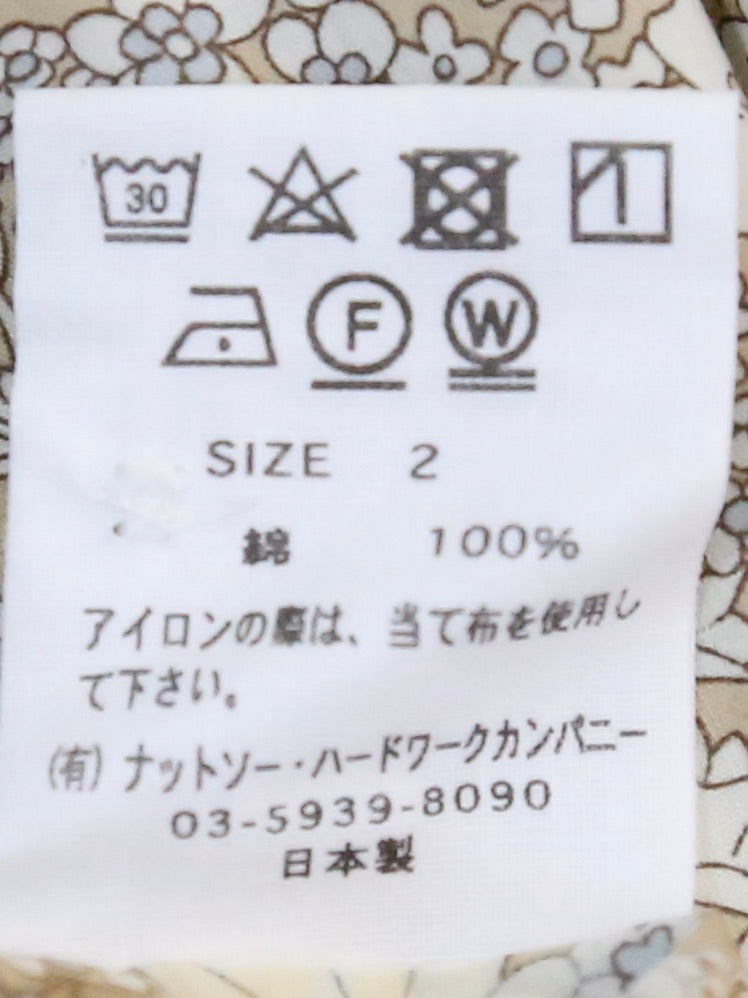 30
F W
SIZE 2
綿 100%
アイロンの際は、当て布を使用し
て下さい。
(有) ナットソー・ハードワークカンパニー
03-5939-8090
日本製